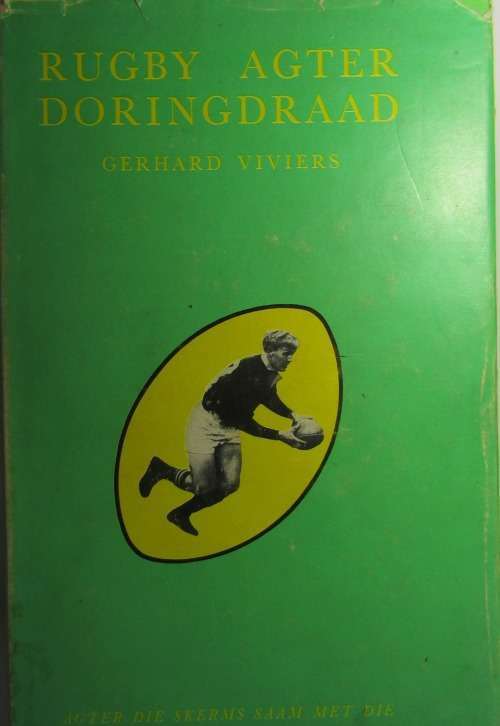 RUGBY AGTER
DORINGDRAAD
GERHARD VIVIERS
AGTER DIE SKERMS SAAM MET DIE